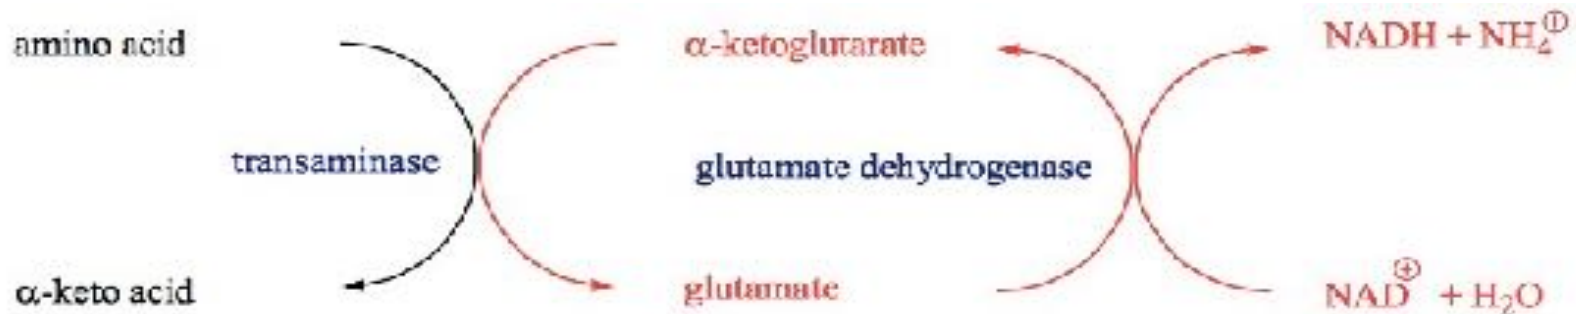 amino acid
α-ketoglutarate
NADH + NH₄⊕
transaminase
glutamate dehydrogenase
α-keto acid
glutamate
NAD⊕ + H₂O